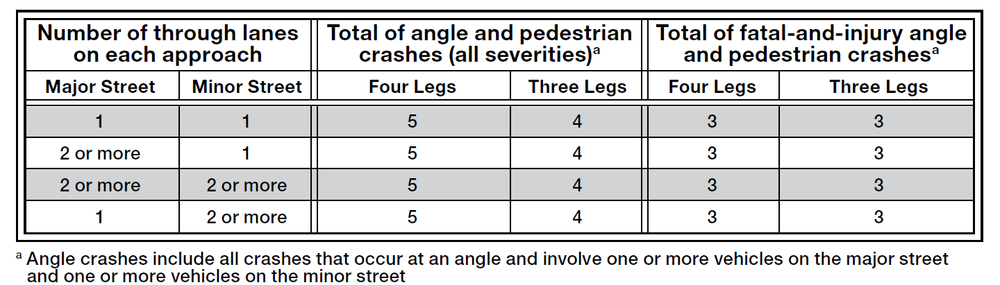 Number of through lanes on each approach | Total of angle and pedestrian crashes (all severities)ª | Total of fatal-and-injury angle and pedestrian crashesª
Major Street | Minor Street | Four Legs | Three Legs | Four Legs | Three Legs
1 | 1 | 5 | 4 | 3 | 3
2 or more | 1 | 5 | 4 | 3 | 3
2 or more | 2 or more | 5 | 4 | 3 | 3
1 | 2 or more | 5 | 4 | 3 | 3
ª Angle crashes include all crashes that occur at an angle and involve one or more vehicles on the major street
and one or more vehicles on the minor street